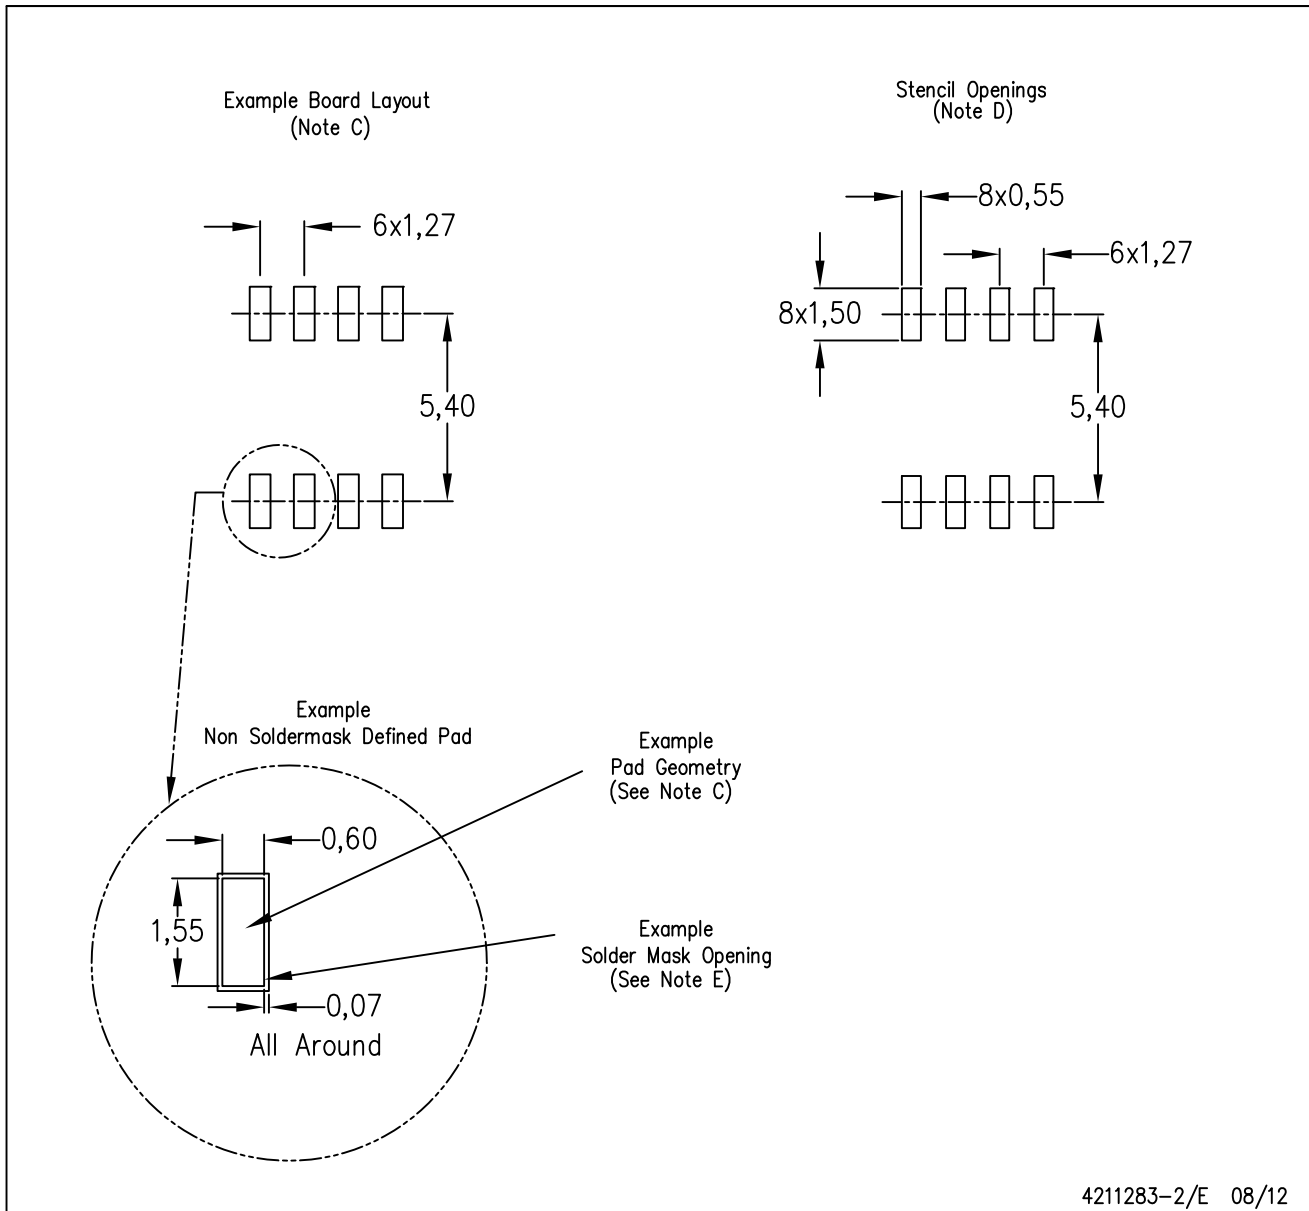 Example Board Layout
(Note C)
6x1,27
5,40
Stencil Openings
(Note D)
8x0,55
6x1,27
8x1,50
5,40
Example
Non Soldermask Defined Pad
0,60
1,55
0,07
All Around
Example
Pad Geometry
(See Note C)
Example
Solder Mask Opening
(See Note E)
4211283-2/E 08/12